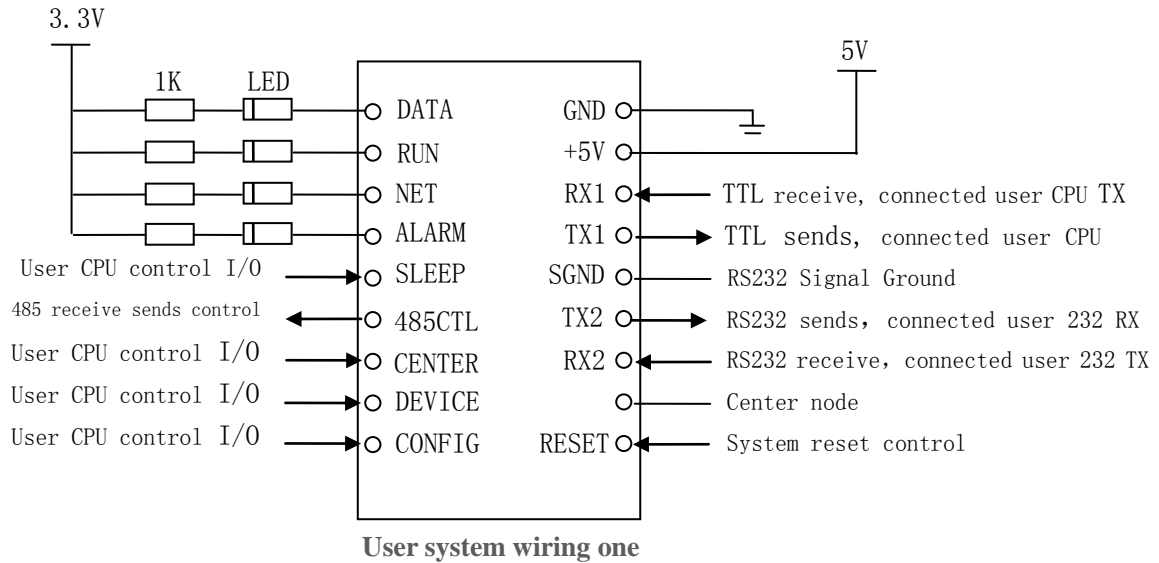 3.3V
5V
1K
LED
DATA
GND
RUN
+5V
NET
RX1
TTL receive, connected user CPU TX
ALARM
TX1
TTL sends, connected user CPU
User CPU control I/O
SLEEP
SGND
RS232 Signal Ground
485 receive sends control
485CTL
TX2
RS232 sends, connected user 232 RX
User CPU control I/O
CENTER
RX2
RS232 receive, connected user 232 TX
User CPU control I/O
DEVICE
Center node
User CPU control I/O
CONFIG
RESET
System reset control
User system wiring one